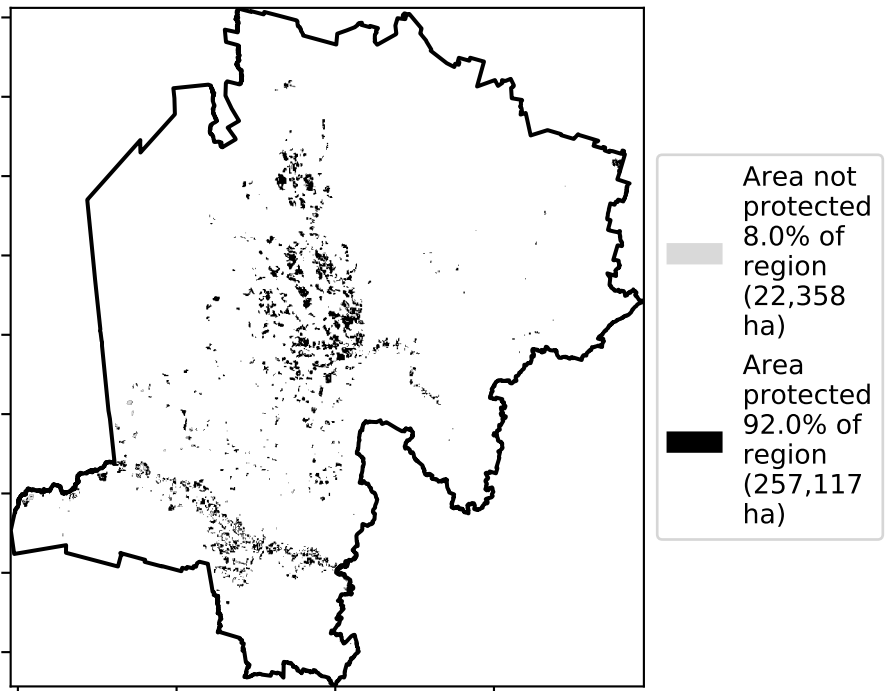 Area not
protected
8.0% of
region
(22,358
ha)
Area
protected
92.0% of
region
(257,117
ha)